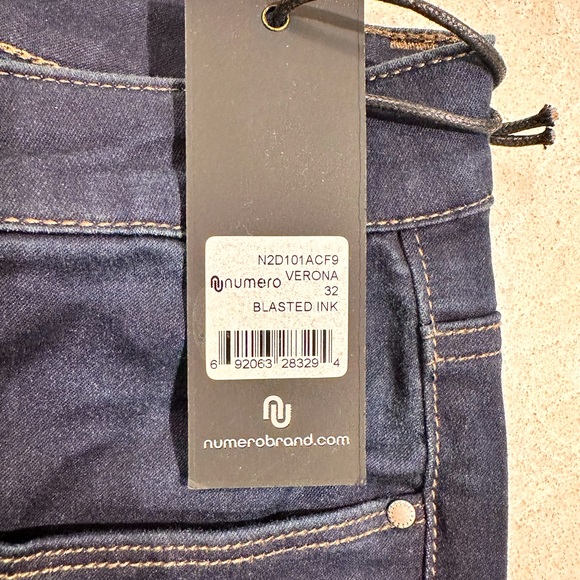 N2D101ACF9
numero VERONA
32
BLASTED INK
6 92063 28329 4
numerobrand.com